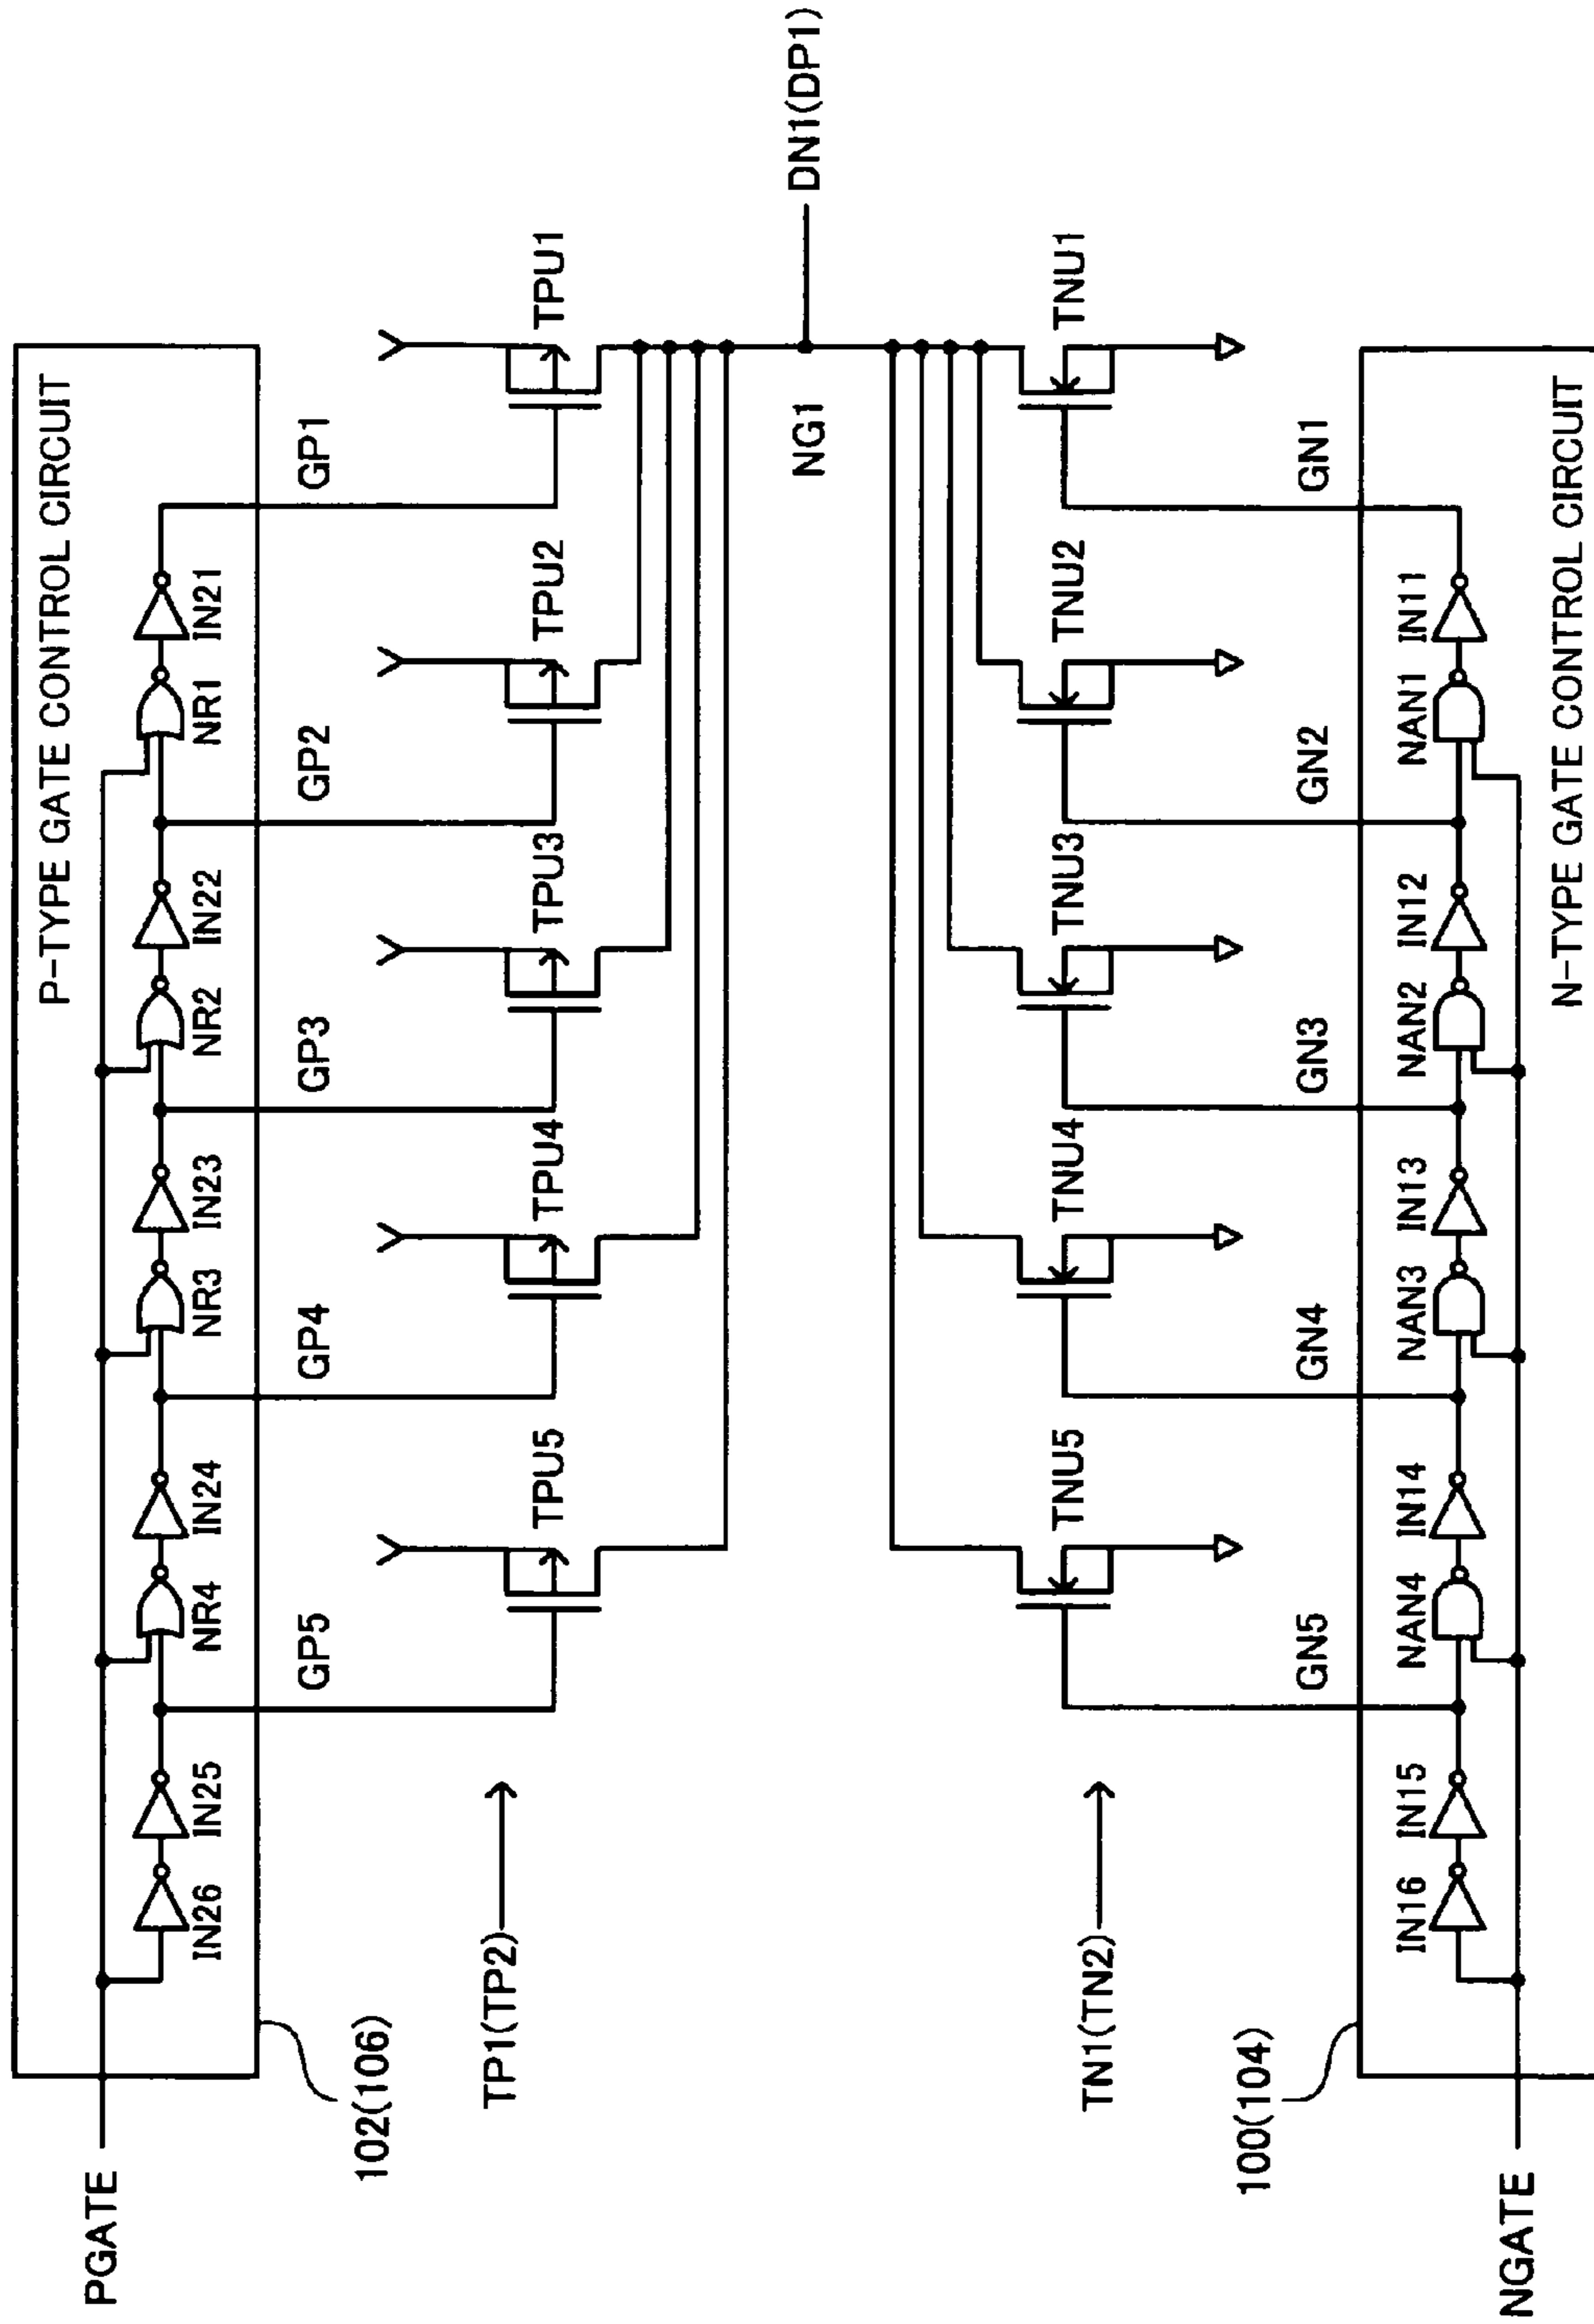 P-TYPE GATE CONTROL CIRCUIT
PGATE
IN26
IN25
NR4
IN24
NR3
IN23
NR2
IN22
NR1
IN21
102(106)
GP5
GP4
GP3
GP2
GP1
TP1(TP2)
TPU5
TPU4
TPU3
TPU2
TPU1
NG1
DN1(DP1)
TN1(TN2)
TNU5
TNU4
TNU3
TNU2
TNU1
100(104)
GN5
GN4
GN3
GN2
GN1
IN16
IN15
NAN4
IN14
NAN3
IN13
NAN2
IN12
NAN1
IN11
NGATE
N-TYPE GATE CONTROL CIRCUIT